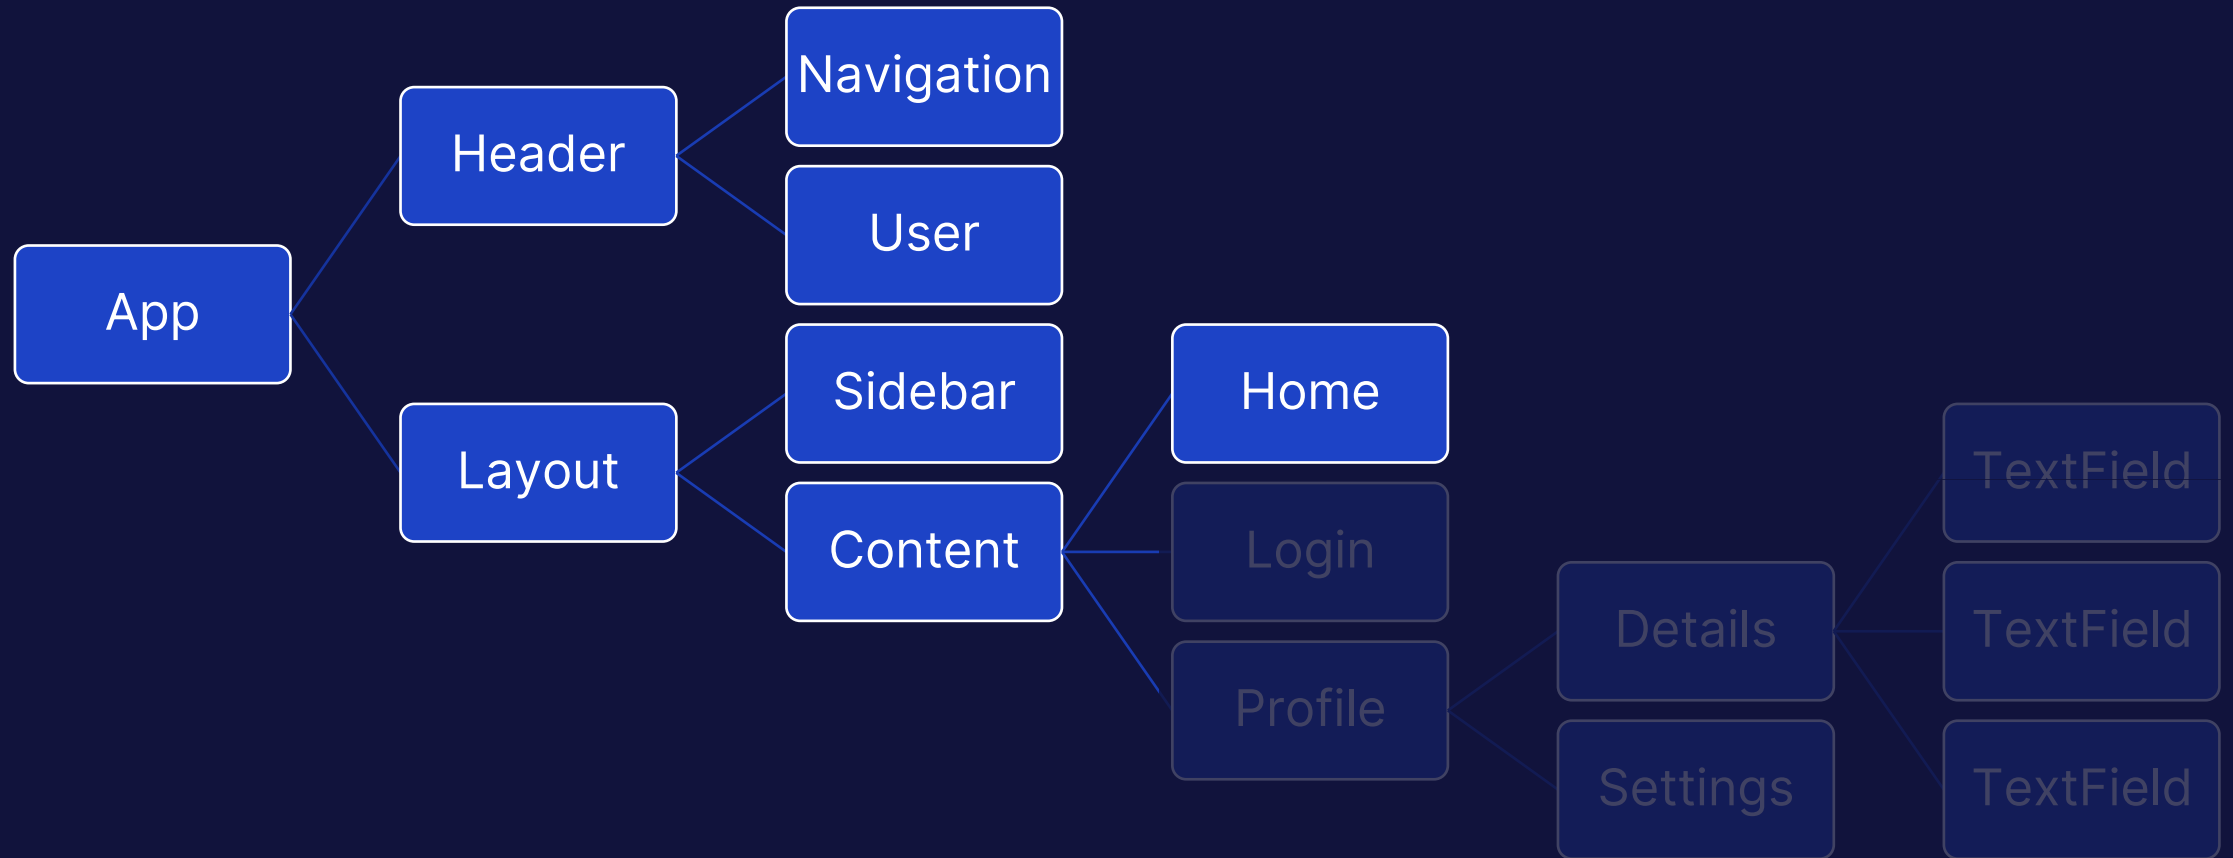 App
Header
Layout
Navigation
User
Sidebar
Content
Home
Login
Profile
Details
Settings
TextField
TextField
TextField